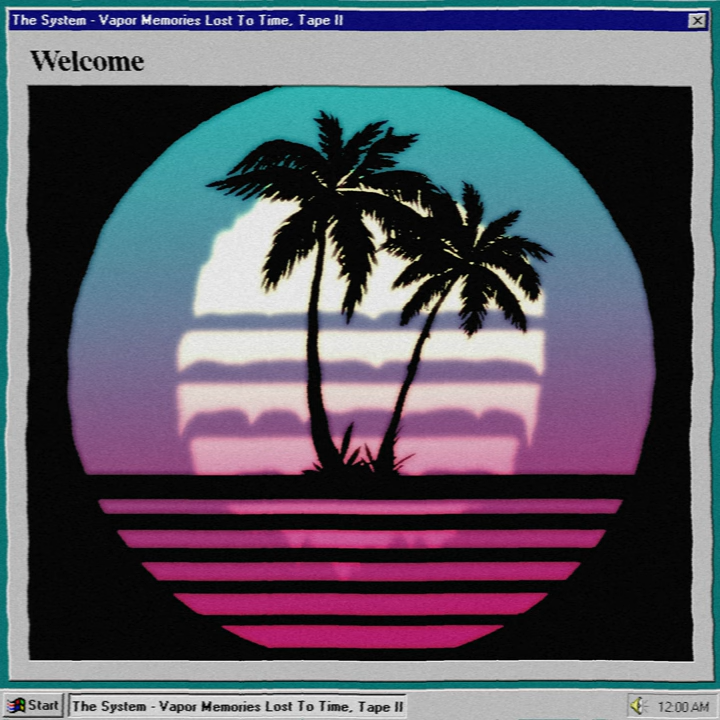 The System - Vapor Memories Lost To Time, Tape II
Welcome
Start
The System - Vapor Memories Lost To Time, Tape II
12:00 AM